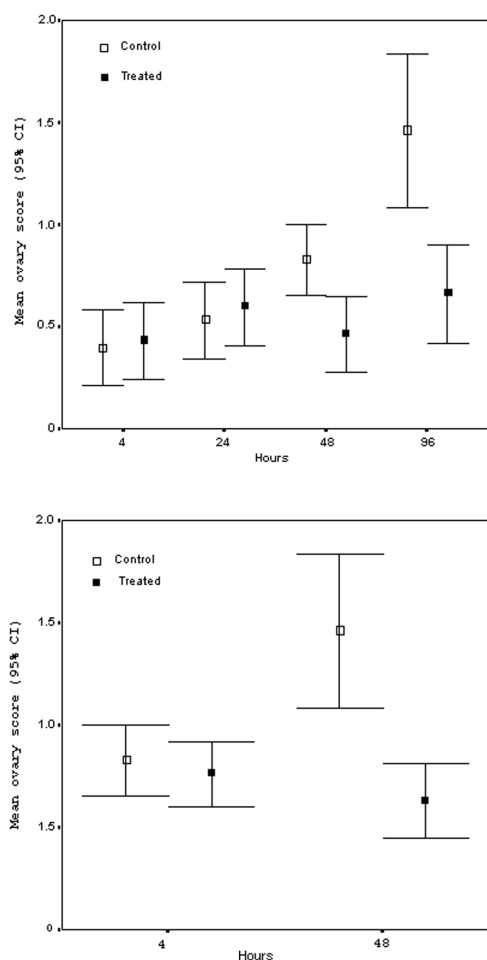 2.0
Control
Treated
1.5
Mean ovary score (95% CI)
1.0
0.5
0.
4 24 48 96
Hours
2.0
Control
Treated
1.5
Mean ovary score (95% CI)
1.0
1.5
0.
4 48
Hours